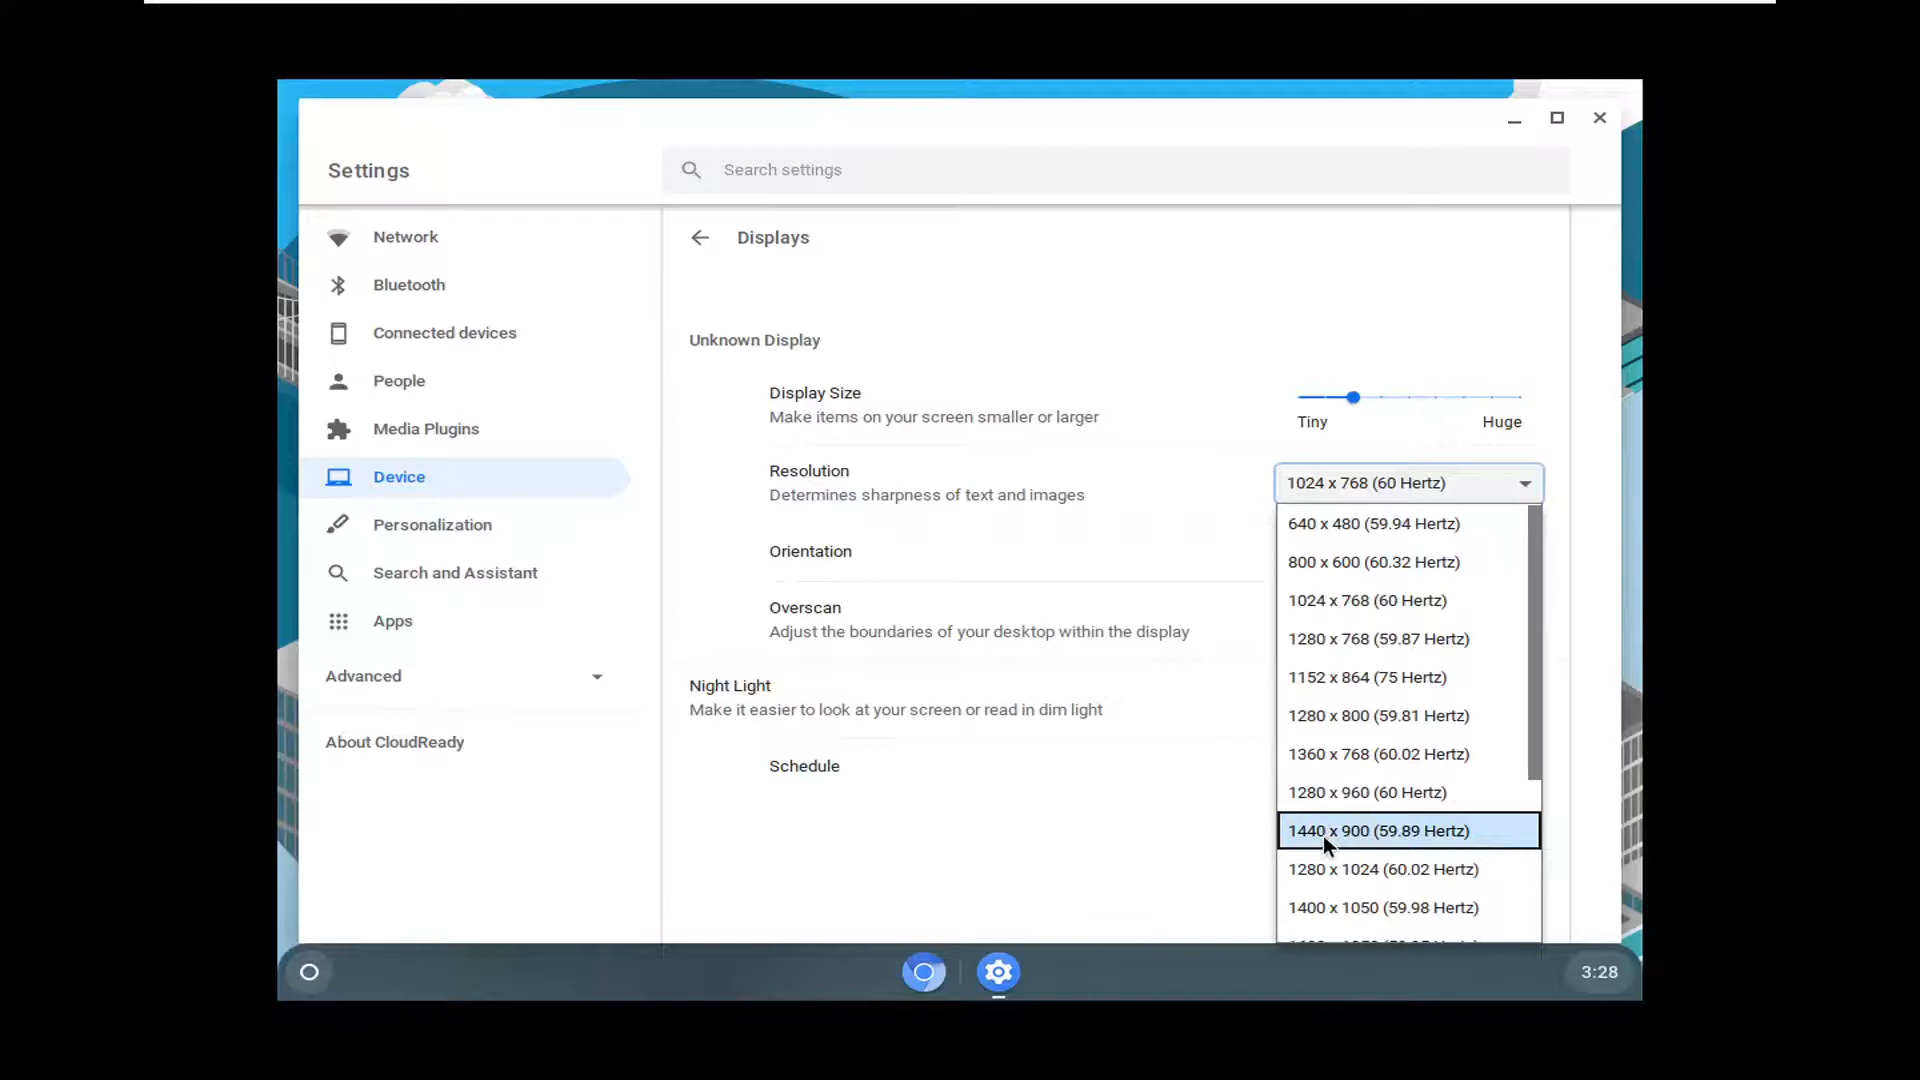 Settings
Search settings
Network
Bluetooth
Connected devices
People
Media Plugins
Device
Personalization
Search and Assistant
Apps
Advanced
About CloudReady
Displays
Unknown Display
Display Size
Make items on your screen smaller or larger
Tiny
Huge
Resolution
Determines sharpness of text and images
1024 x 768 (60 Hertz)
640 x 480 (59.94 Hertz)
800 x 600 (60.32 Hertz)
1024 x 768 (60 Hertz)
1280 x 768 (59.87 Hertz)
1152 x 864 (75 Hertz)
1280 x 800 (59.81 Hertz)
1360 x 768 (60.02 Hertz)
1280 x 960 (60 Hertz)
1440 x 900 (59.89 Hertz)
1280 x 1024 (60.02 Hertz)
1400 x 1050 (59.98 Hertz)
Orientation
Overscan
Adjust the boundaries of your desktop within the display
Night Light
Make it easier to look at your screen or read in dim light
Schedule
3:28